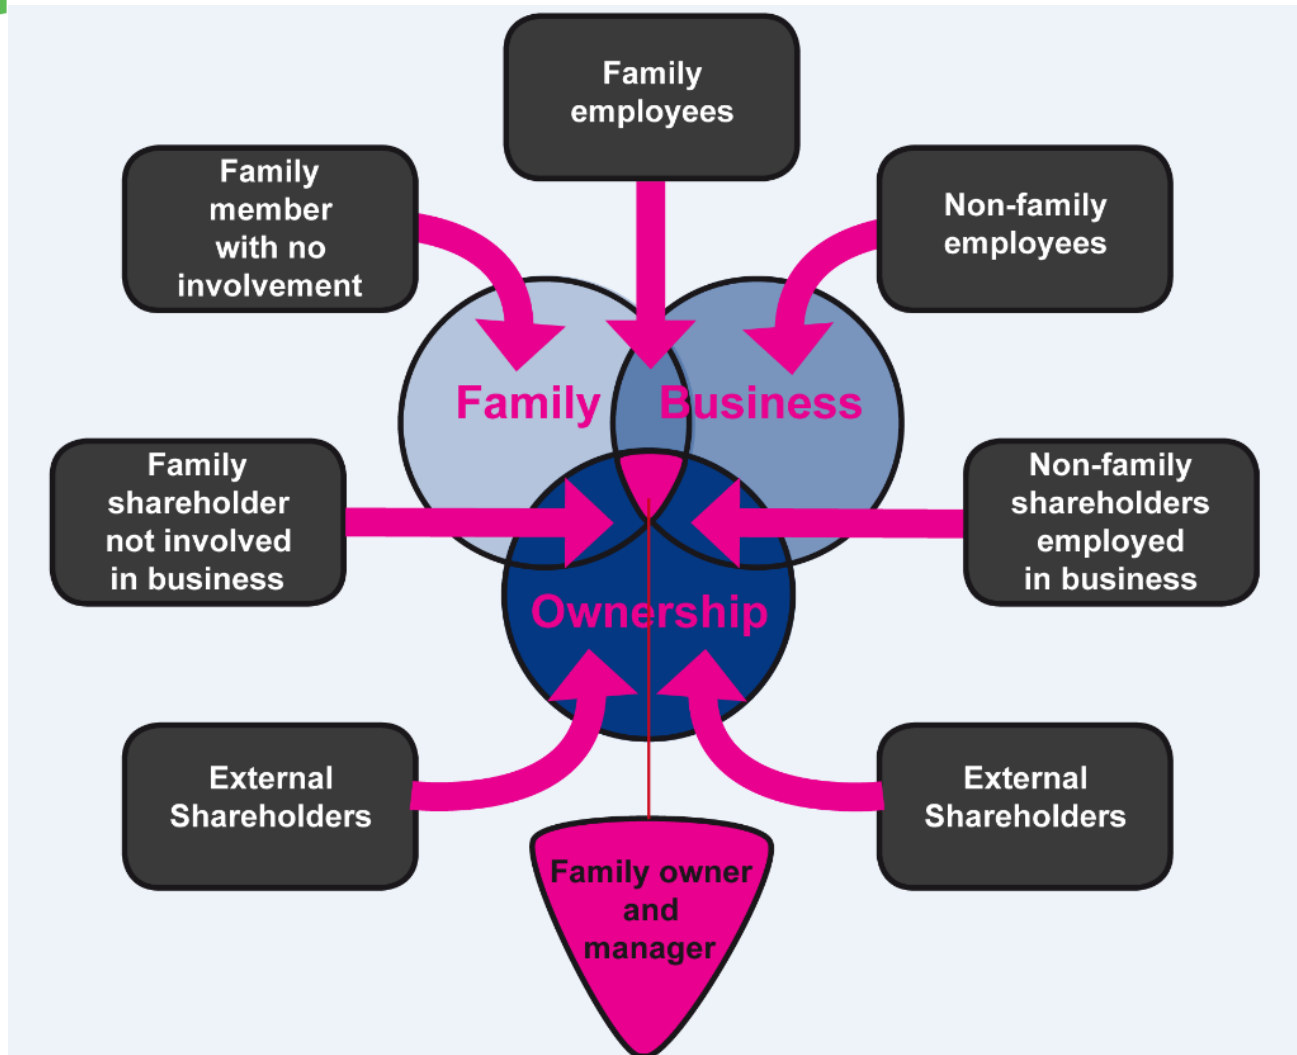 Family
employees
Family
member
with no
involvement
Non-family
employees
Family
Business
Family
shareholder
not involved
in business
Non-family
shareholders
employed
in business
Ownership
External
Shareholders
External
Shareholders
Family owner
and
manager